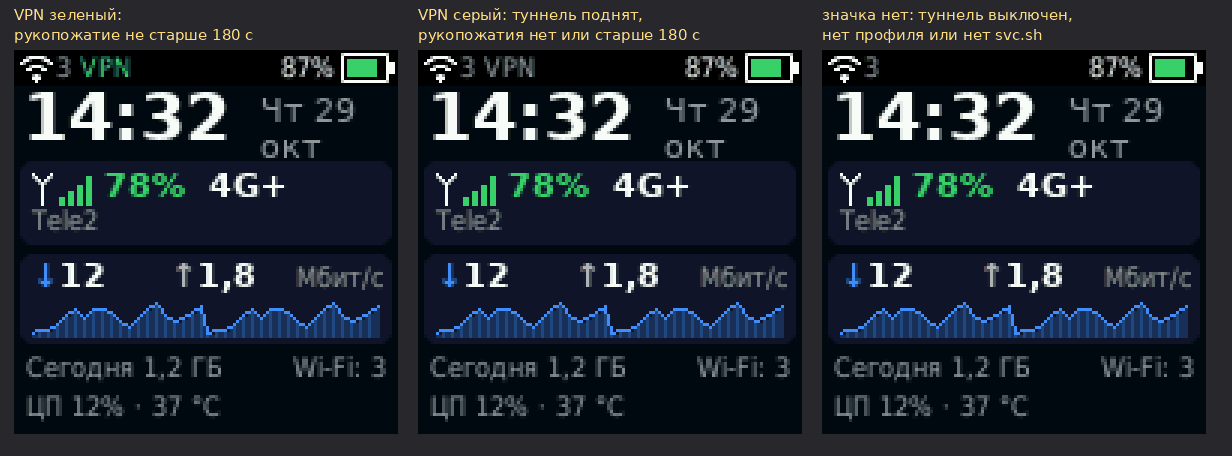 VPN зеленый:
рукопожатие не старше 180 с
3 VPN 87%
14:32 Чт 29
окт
78% 4G+
Tele2
↓12 ↑1,8 Мбит/с
Сегодня 1,2 ГБ Wi-Fi: 3
ЦП 12% · 37 °C
VPN серый: туннель поднят,
рукопожатия нет или старше 180 с
3 VPN 87%
14:32 Чт 29
окт
78% 4G+
Tele2
↓12 ↑1,8 Мбит/с
Сегодня 1,2 ГБ Wi-Fi: 3
ЦП 12% · 37 °C
значка нет: туннель выключен,
нет профиля или нет svc.sh
3 87%
14:32 Чт 29
окт
78% 4G+
Tele2
↓12 ↑1,8 Мбит/с
Сегодня 1,2 ГБ Wi-Fi: 3
ЦП 12% · 37 °C